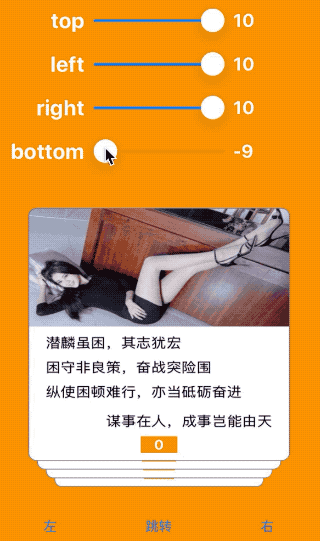 top 10
left 10
right 10
bottom -9
潜麟虽困，其志犹宏
困守非良策，奋战突险围
纵使困顿难行，亦当砥砺奋进
谋事在人，成事岂能由天
0
左 跳转 右